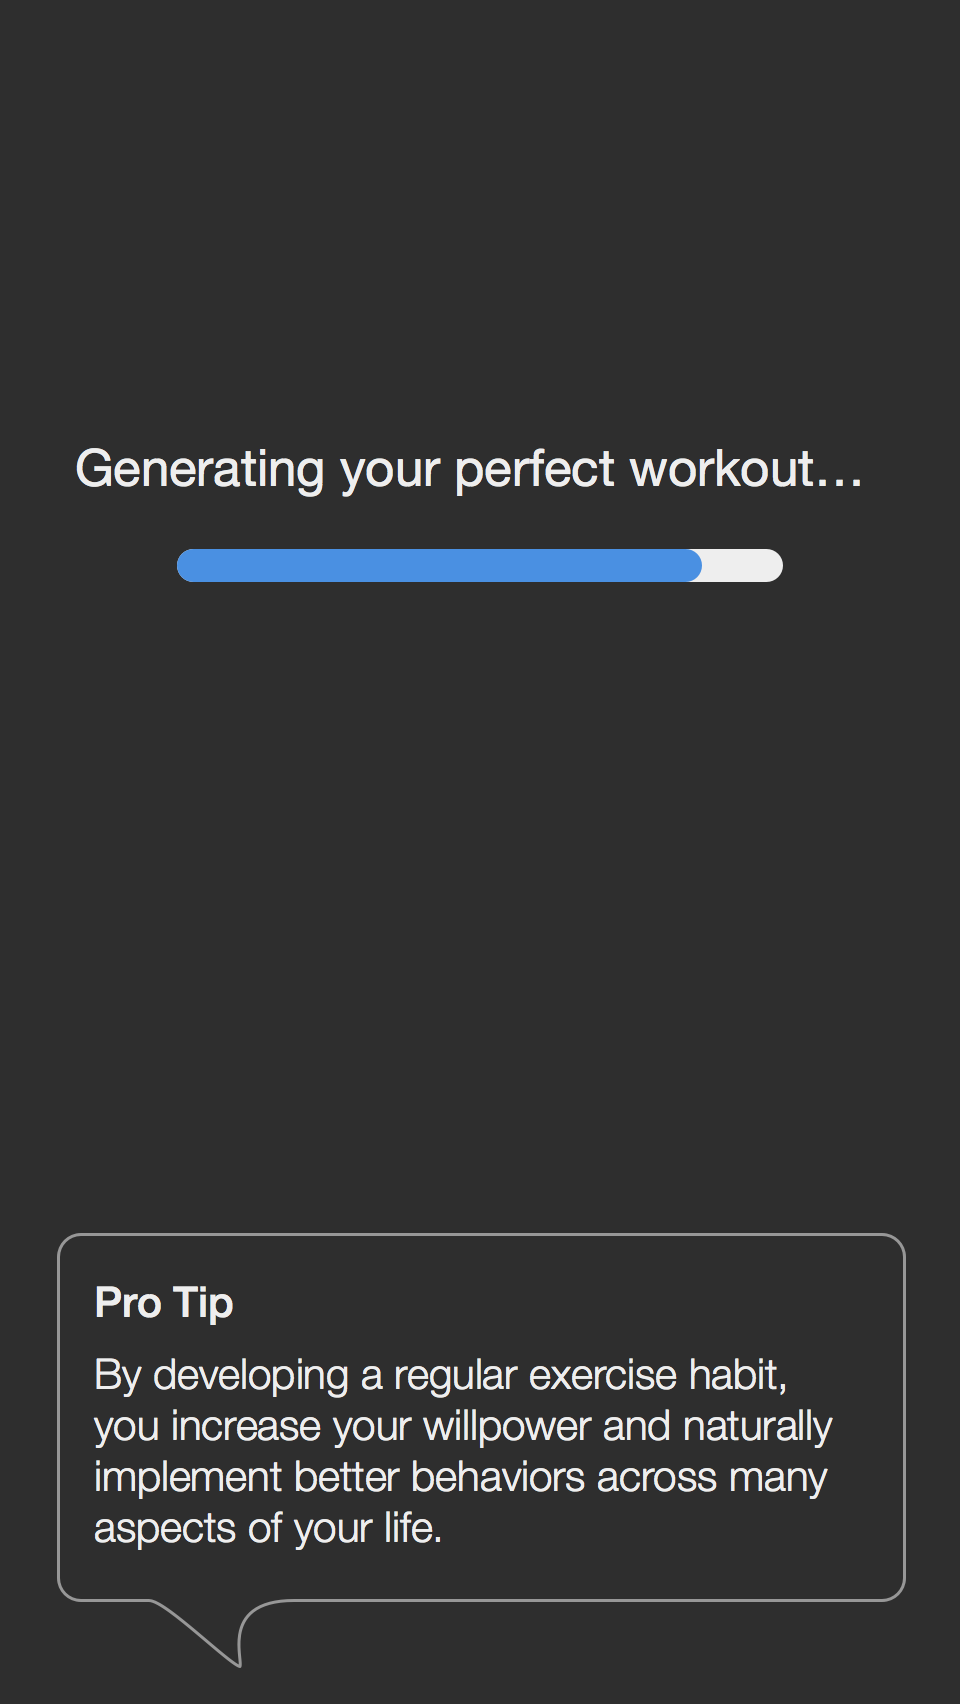 Generating your perfect workout...
Pro Tip
By developing a regular exercise habit,
you increase your willpower and naturally
implement better behaviors across many
aspects of your life.